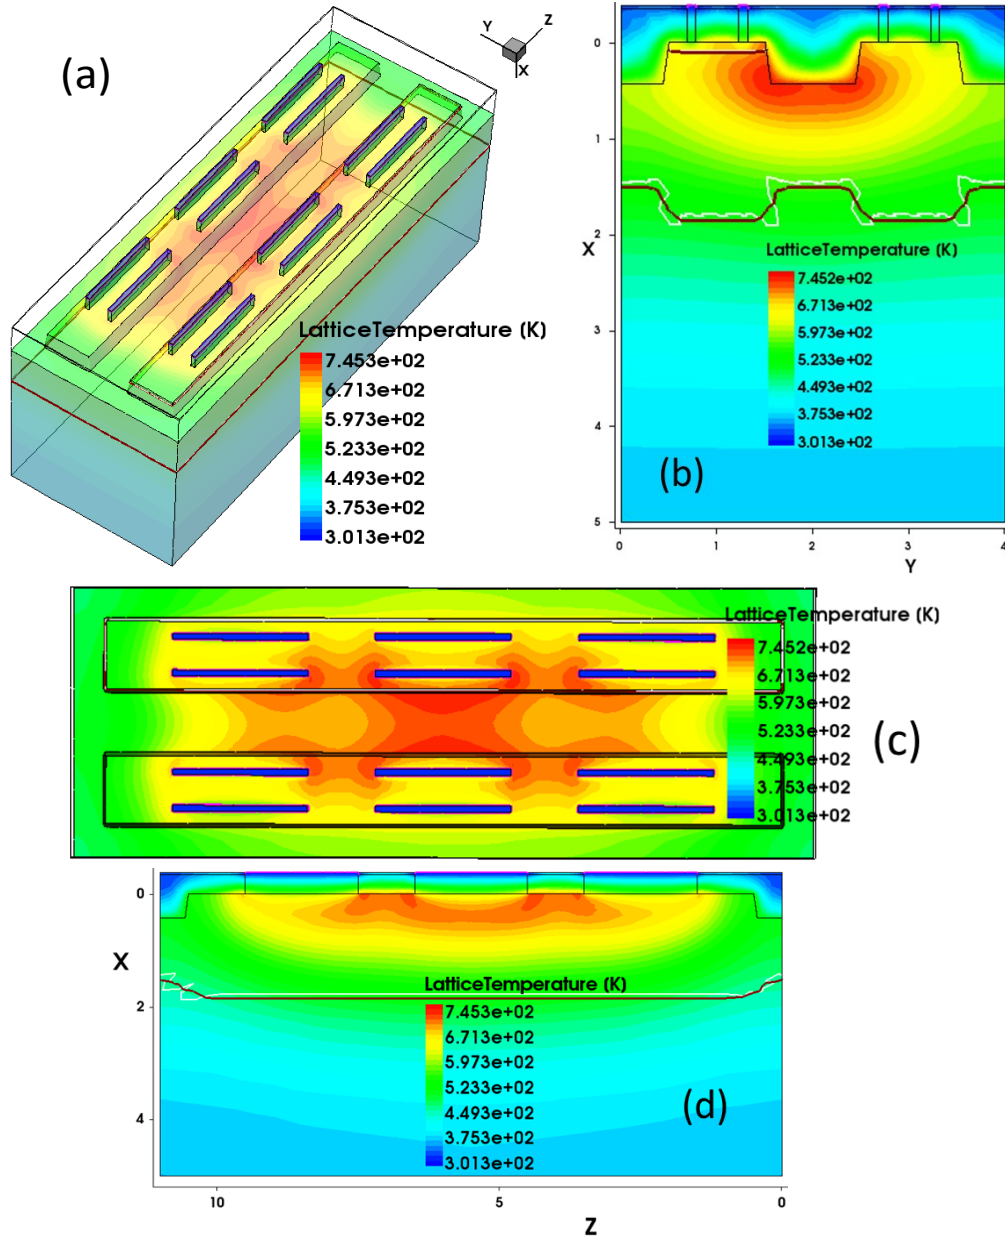 (a)
Y
Z
X
LatticeTemperature (K)
7.453e+02
6.713e+02
5.973e+02
5.233e+02
4.493e+02
3.753e+02
3.013e+02
0
1
2
3
4
5
X
0
1
2
3
4
Y
LatticeTemperature (K)
7.452e+02
6.713e+02
5.973e+02
5.233e+02
4.493e+02
3.753e+02
3.013e+02
(b)
LatticeTemperature (K)
7.452e+02
6.713e+02
5.973e+02
5.233e+02
4.493e+02
3.753e+02
3.013e+02
(c)
0
2
4
X
LatticeTemperature (K)
7.453e+02
6.713e+02
5.973e+02
5.233e+02
4.493e+02
3.753e+02
3.013e+02
(d)
10
5
0
Z